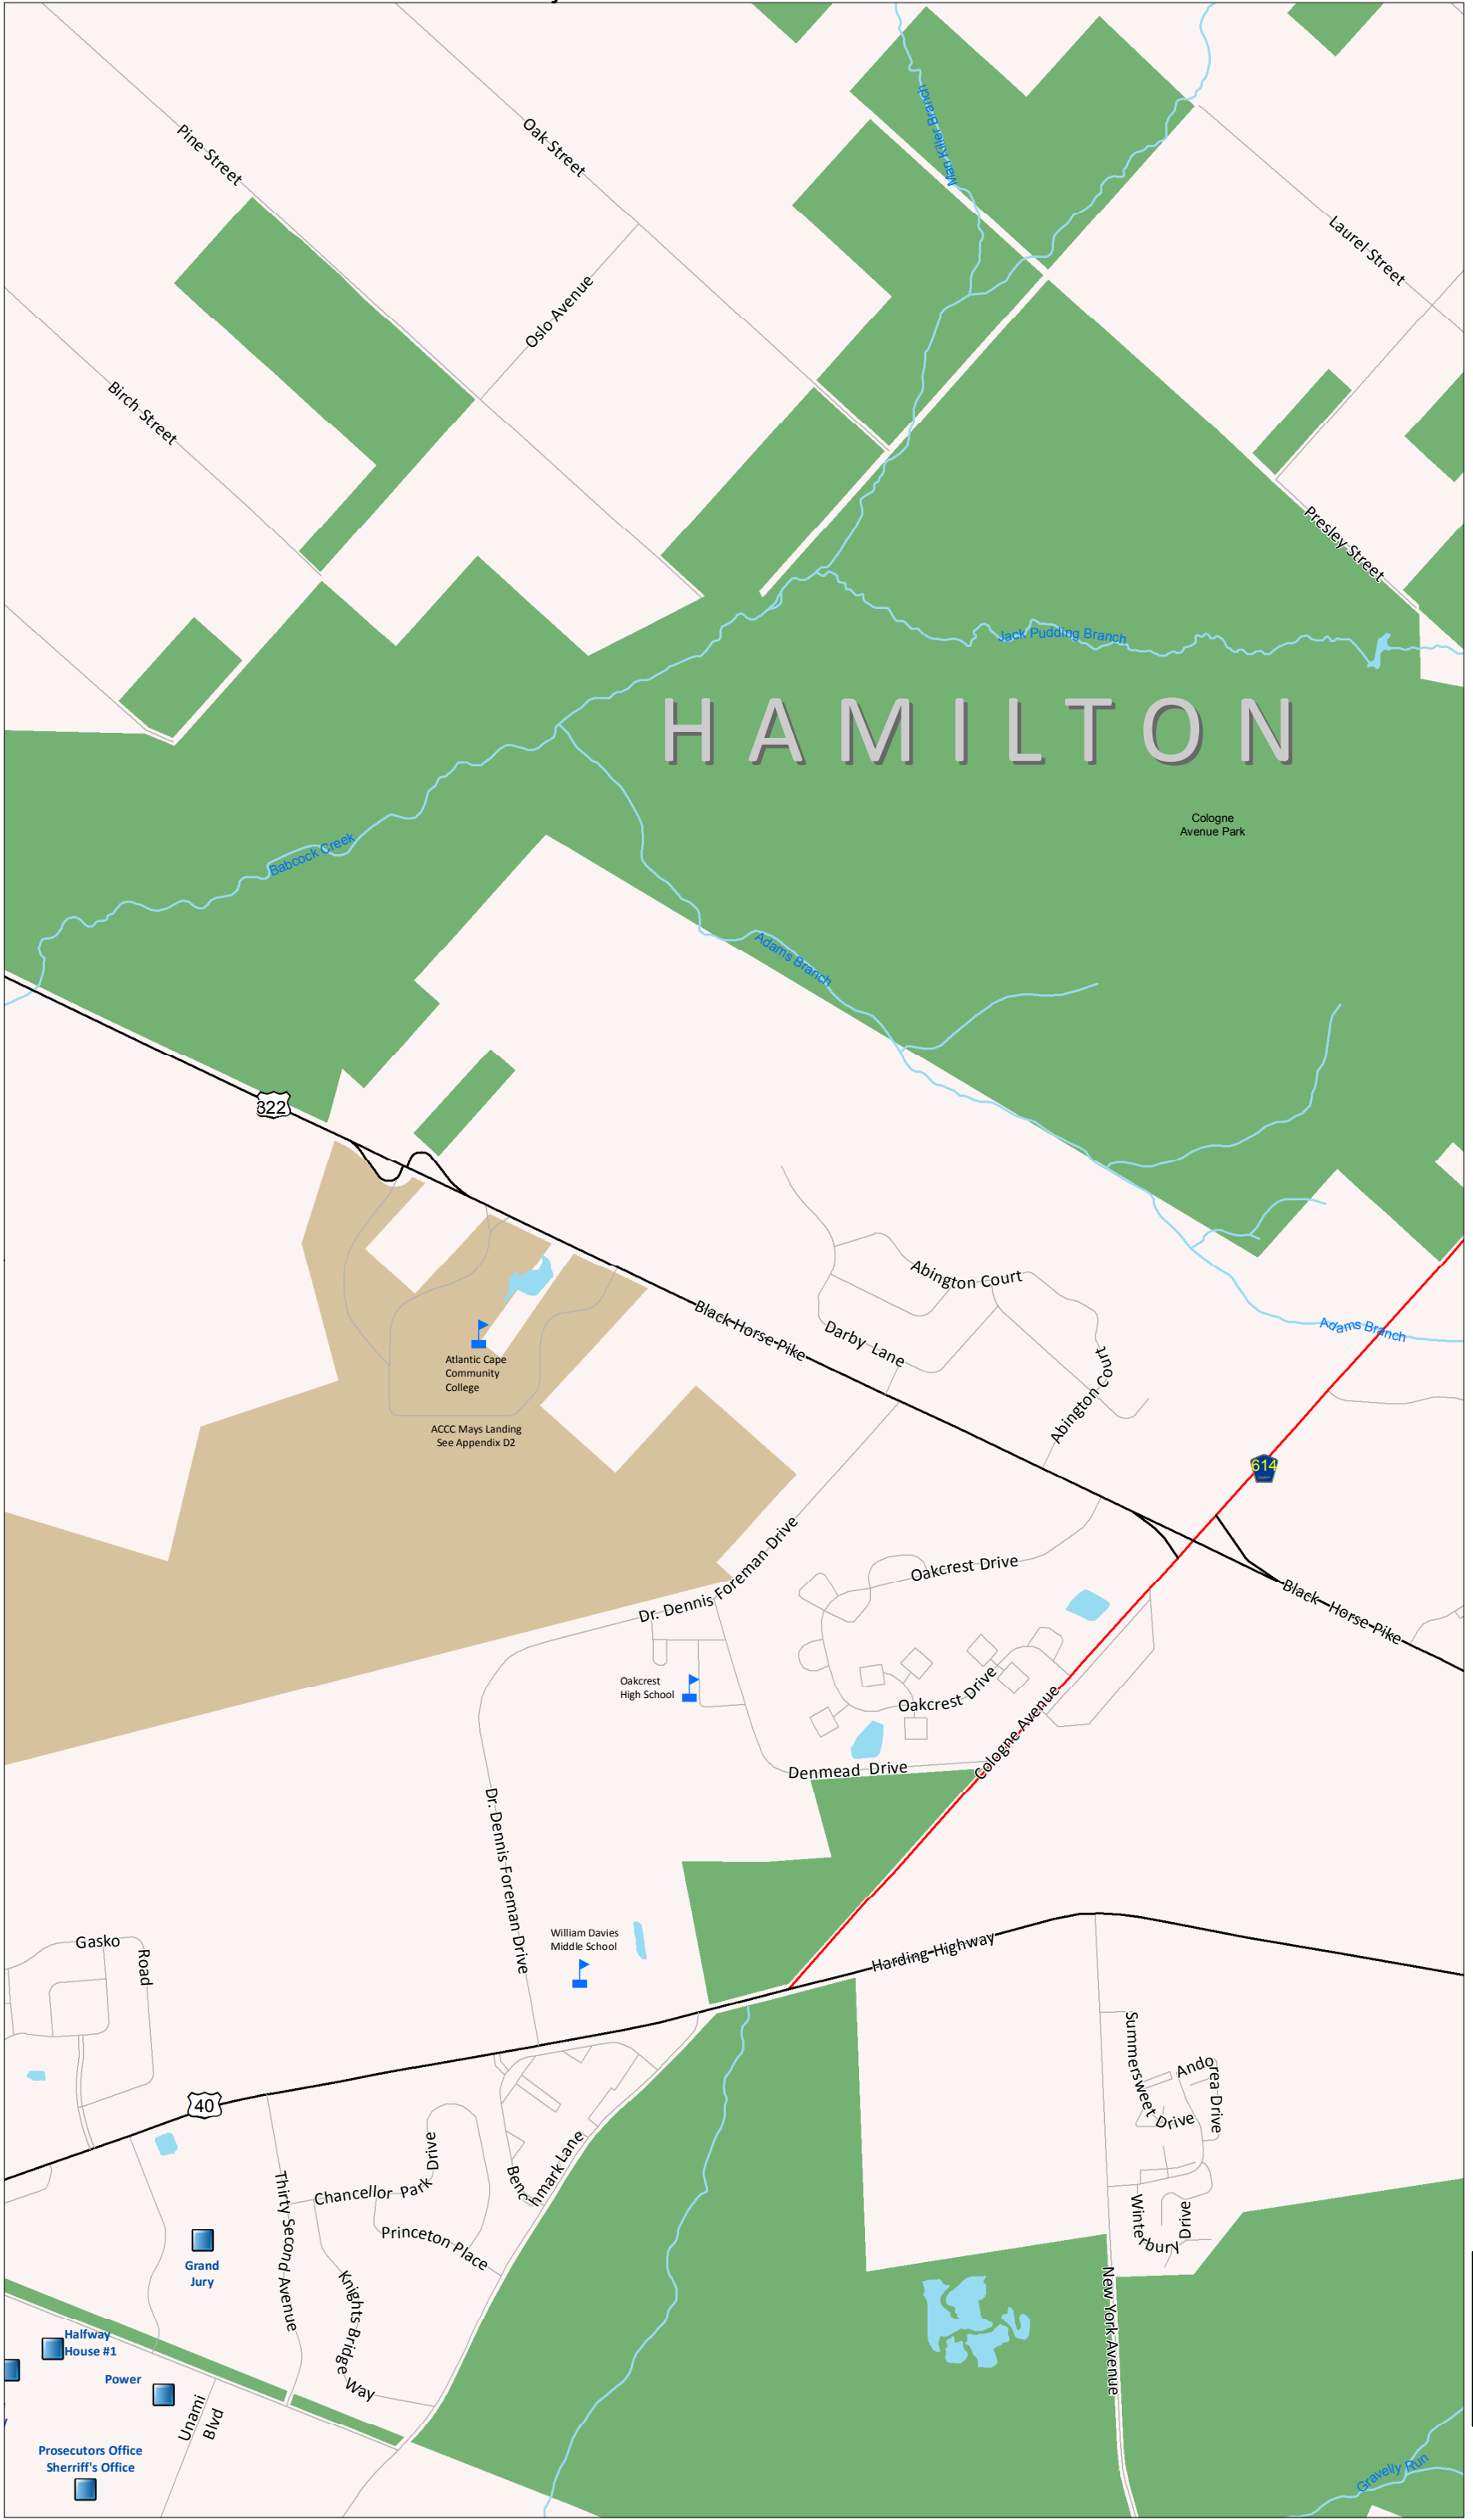 Man Killer Branch
Pine Street
Oak Street
Laurel Street
Oslo Avenue
Birch Street
Presley Street
Jack Pudding Branch
HAMILTON
Cologne
Avenue Park
Babcock Creek
Adams Branch
322
Abington Court
Adams Branch
Black Horse Pike
Darby Lane
Atlantic Cape
Community
College
Abington Court
ACCC Mays Landing
See Appendix D2
614
Dr. Dennis Foreman Drive
Oakcrest Drive
Black Horse Pike
Oakcrest
High School
Oakcrest Drive
Cologne Avenue
Denmead Drive
Dr. Dennis Foreman Drive
William Davies
Middle School
Gasko Road
Harding Highway
Summersweet Drive
Andorea Drive
40
Chancellor Park Drive
Benchmark Lane
Thirty Second Avenue
Princeton Place
Winterbury Drive
Grand
Jury
Knights Bridge Way
New York Avenue
Halfway
House #1
Power
Unami
Blvd
Prosecutors Office
Sherriff's Office
Gravelly Run